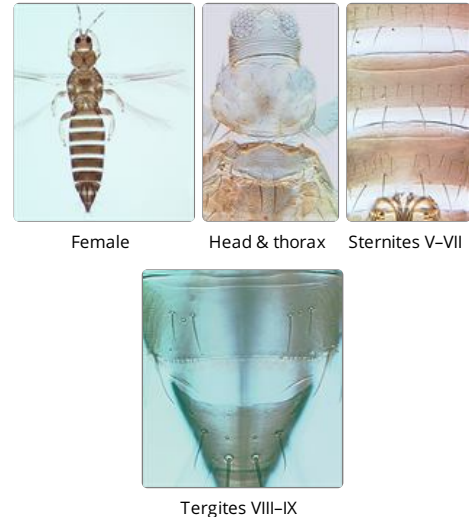 Female
Head & thorax
Sternites V–VII
Tergites VIII–IX